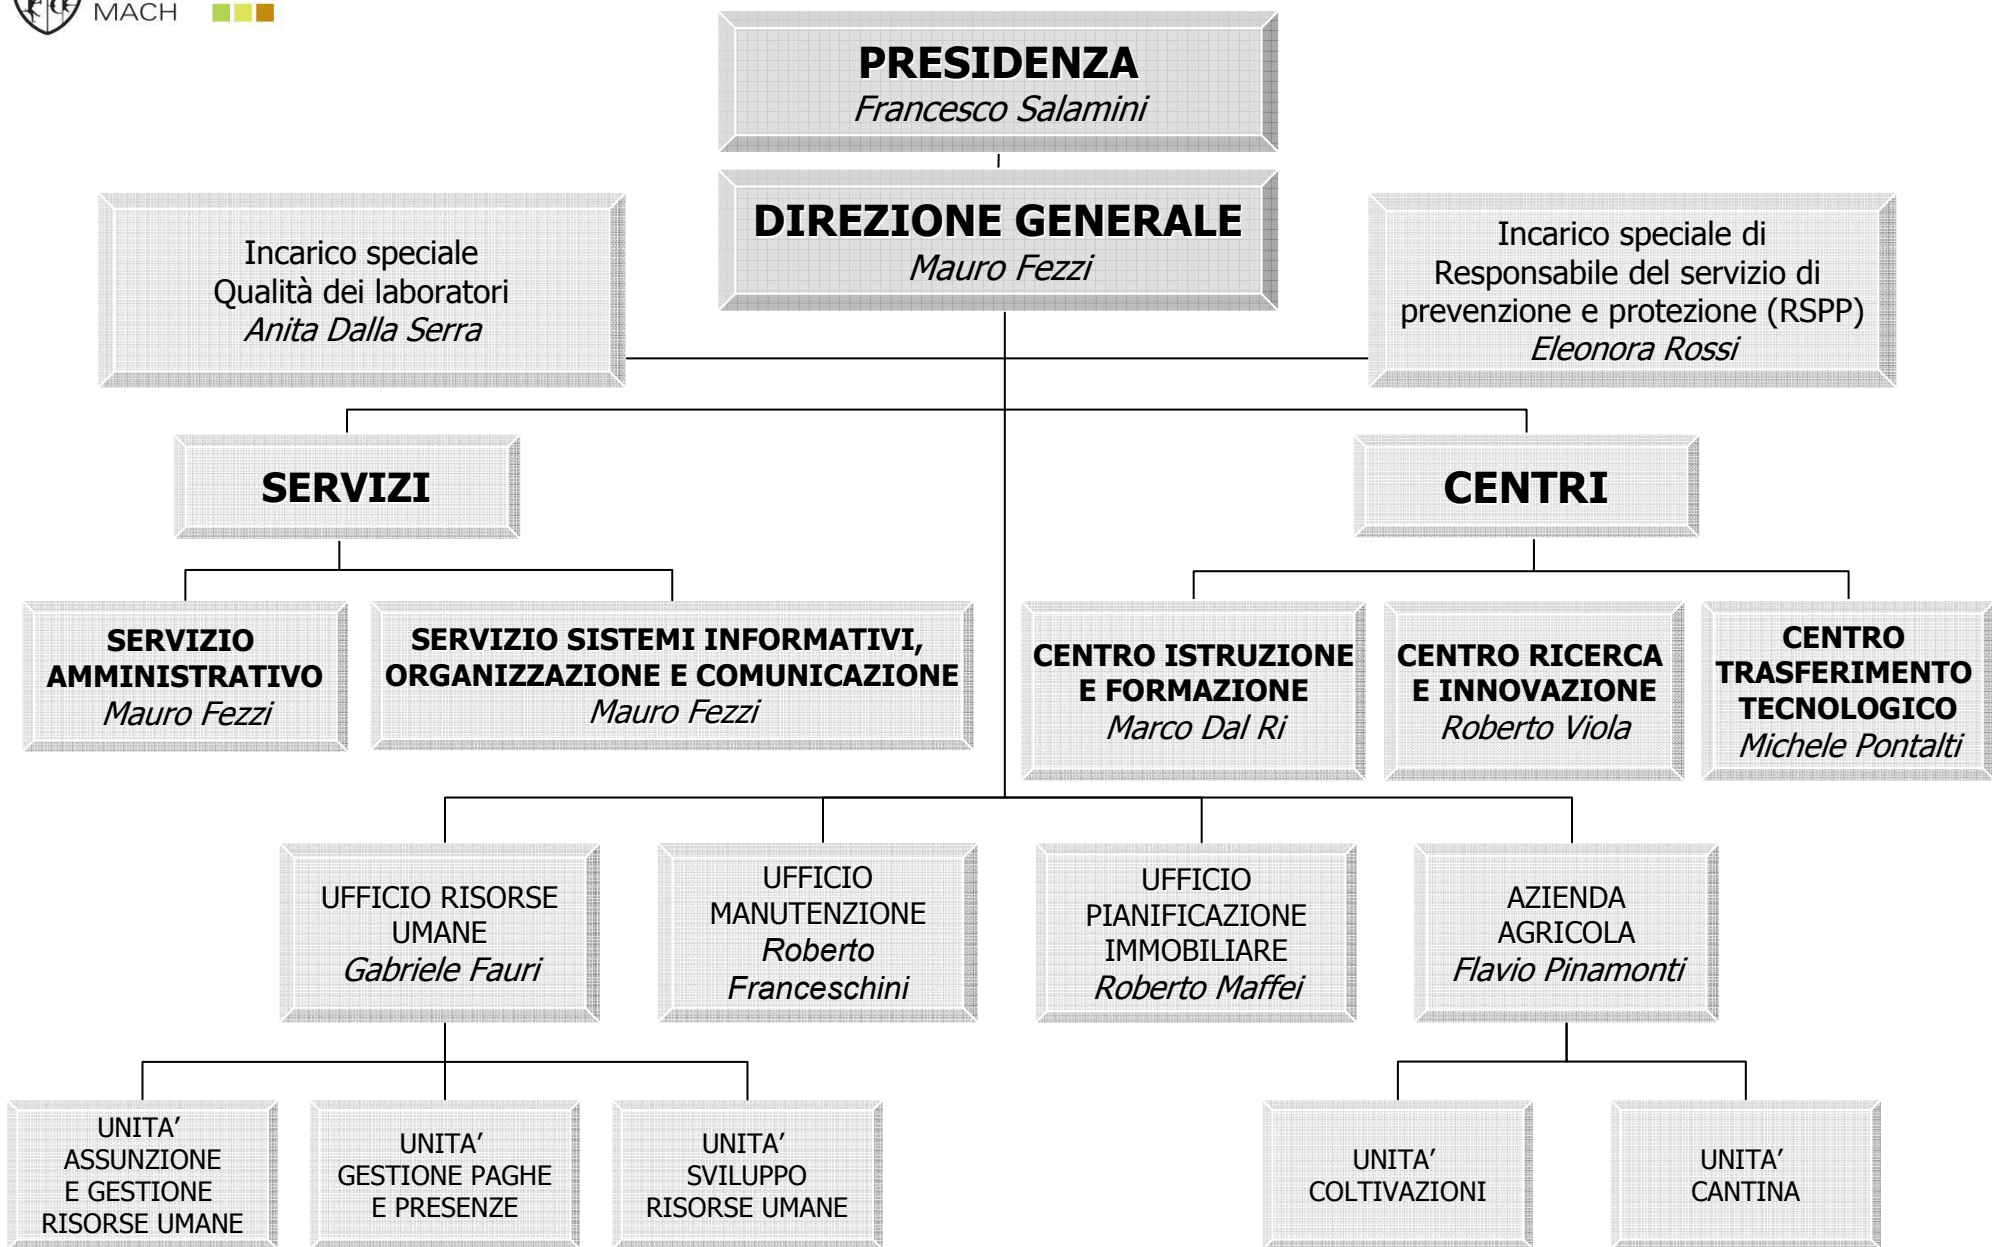 MACH
PRESIDENZA
Francesco Salamini
DIREZIONE GENERALE
Mauro Fezzi
Incarico speciale
Qualità dei laboratori
Anita Dalla Serra
Incarico speciale di
Responsabile del servizio di
prevenzione e protezione (RSPP)
Eleonora Rossi
SERVIZI
CENTRI
SERVIZIO
AMMINISTRATIVO
Mauro Fezzi
SERVIZIO SISTEMI INFORMATIVI,
ORGANIZZAZIONE E COMUNICAZIONE
Mauro Fezzi
CENTRO ISTRUZIONE
E FORMAZIONE
Marco Dal Ri
CENTRO RICERCA
E INNOVAZIONE
Roberto Viola
CENTRO
TRASFERIMENTO
TECNOLOGICO
Michele Pontalti
UFFICIO RISORSE
UMANE
Gabriele Fauri
UFFICIO
MANUTENZIONE
Roberto
Franceschini
UFFICIO
PIANIFICAZIONE
IMMOBILIARE
Roberto Maffei
AZIENDA
AGRICOLA
Flavio Pinamonti
UNITA’
ASSUNZIONE
E GESTIONE
RISORSE UMANE
UNITA’
GESTIONE PAGHE
E PRESENZE
UNITA’
SVILUPPO
RISORSE UMANE
UNITA’
COLTIVAZIONI
UNITA’
CANTINA